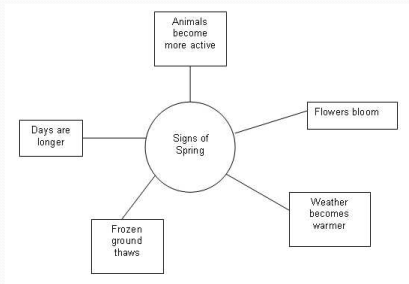 Animals
become
more active
Flowers bloom
Days are
longer
Signs of
Spring
Weather
becomes
warmer
Frozen
ground
thaws